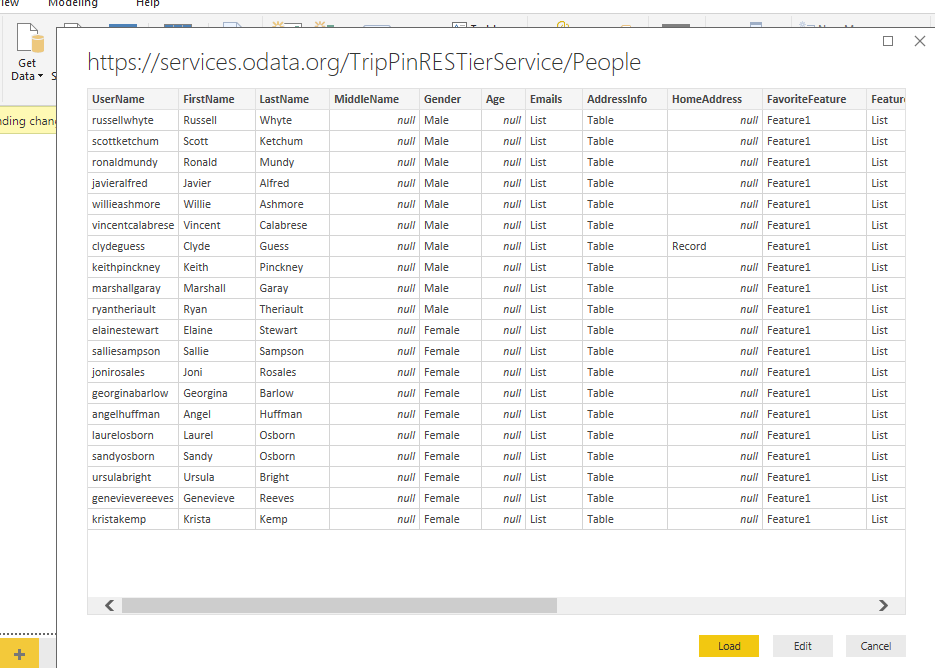 Modeling
Help
https://services.odata.org/TripPinRESTierService/People
Get
Data
UserName FirstName LastName MiddleName Gender Age Emails AddressInfo HomeAddress FavoriteFeature Feature
russellwhyte Russell Whyte null Male null List Table null Feature1 List
scottketchum Scott Ketchum null Male null List Table null Feature1 List
ronaldmundy Ronald Mundy null Male null List Table null Feature1 List
javieralfred Javier Alfred null Male null List Table null Feature1 List
willieashmore Willie Ashmore null Male null List Table null Feature1 List
vincentcalabrese Vincent Calabrese null Male null List Table null Feature1 List
clydeguess Clyde Guess null Male null List Table Record Feature1 List
keithpinckney Keith Pinckney null Male null List Table null Feature1 List
marshallgaray Marshall Garay null Male null List Table null Feature1 List
ryantheriault Ryan Theriault null Male null List Table null Feature1 List
elainestewart Elaine Stewart null Female null List Table null Feature1 List
salliesampson Sallie Sampson null Female null List Table null Feature1 List
jonirosales Joni Rosales null Female null List Table null Feature1 List
georginabarlow Georgina Barlow null Female null List Table null Feature1 List
angelhuffman Angel Huffman null Female null List Table null Feature1 List
laurelosborn Laurel Osborn null Female null List Table null Feature1 List
sandyosborn Sandy Osborn null Female null List Table null Feature1 List
ursulabright Ursula Bright null Female null List Table null Feature1 List
genevievereeves Genevieve Reeves null Female null List Table null Feature1 List
kristakemp Krista Kemp null Female null List Table null Feature1 List
Load Edit Cancel